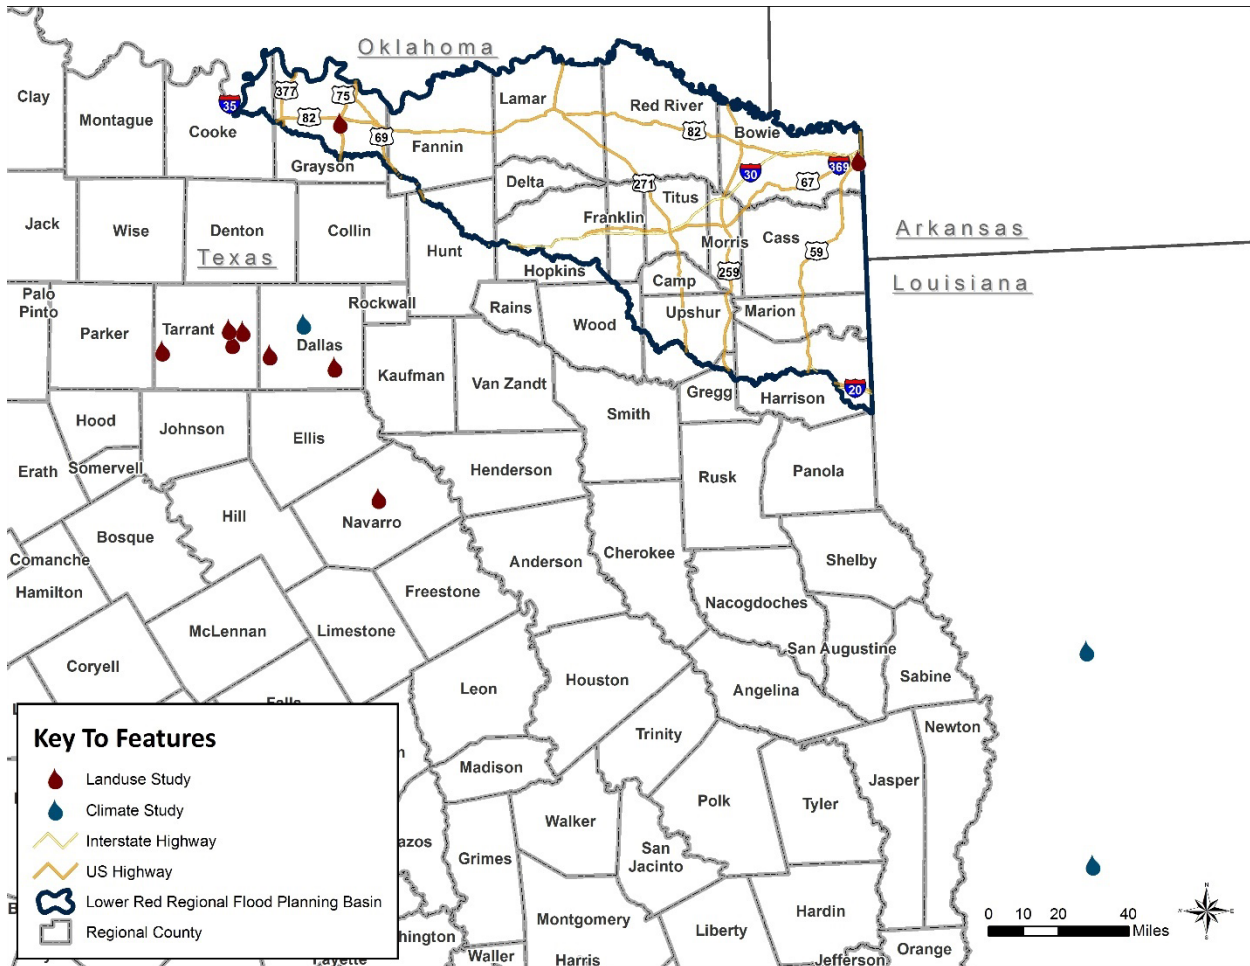 Oklahoma
Clay
Montague
Cooke
35
377
75
82
69
Grayson
Fannin
Lamar
Red River
82
Bowie
30
369
67
Delta
271
Titus
Franklin
Morris
Cass
59
259
Arkansas
Louisiana
Jack
Wise
Denton
Collin
Texas
Hunt
Hopkins
Camp
Upshur
Marion
Palo
Pinto
Parker
Tarrant
Dallas
Rockwall
Rains
Wood
Kaufman
Van Zandt
Gregg
Harrison
20
Smith
Hood
Johnson
Ellis
Erath
Somervell
Henderson
Rusk
Panola
Navarro
Hill
Bosque
Comanche
Hamilton
Anderson
Cherokee
Shelby
Freestone
Nacogdoches
McLennan
Limestone
San Augustine
Coryell
Falls
Leon
Houston
Angelina
Sabine
Trinity
Newton
Madison
Jasper
Polk
Tyler
Walker
San
Jacinto
Grimes
azos
Montgomery
Hardin
Liberty
hington
Waller
Harris
Fayette
Jefferson
Orange
Key To Features
Landuse Study
Climate Study
Interstate Highway
US Highway
Lower Red Regional Flood Planning Basin
Regional County
0 10 20 40
Miles
N
W E
S